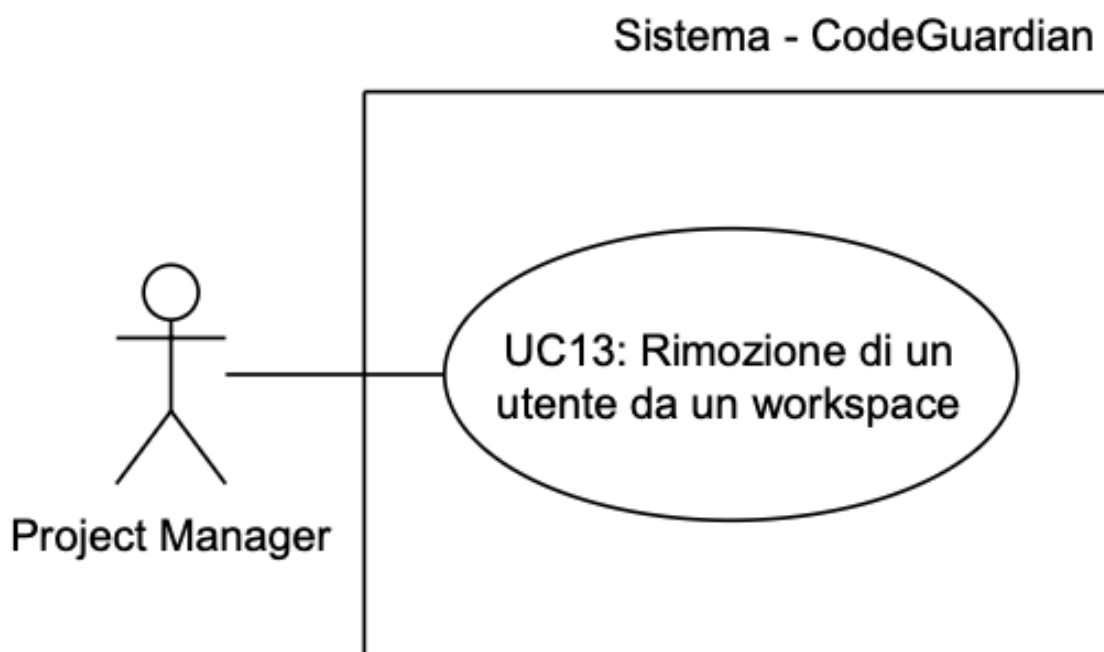 Sistema - CodeGuardian
UC13: Rimozione di un
utente da un workspace
Project Manager